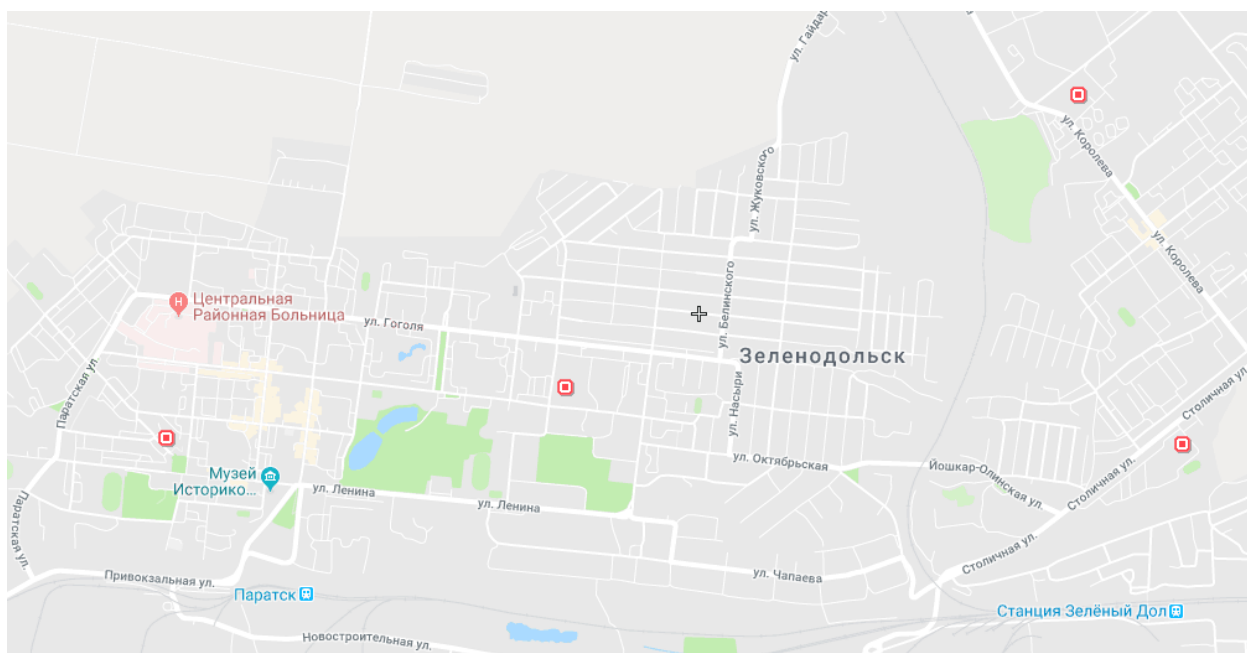 ул. Гайдара
ул. Королева
ул. Жуковского
ул. Королева
Центральная
Районная Больница
ул. Белинского
ул. Гоголя
Зеленодольск
Паратская ул.
ул. Насыри
Столичная ул.
ул. Октябрьская
Йошкар-Олинская ул.
Столичная ул.
Музей
Историко...
ул. Ленина
ул. Ленина
Паратская ул.
Столичная ул.
Привокзальная ул.
ул. Чапаева
Паратск
Станция Зелёный Дол
Новостроительная ул.
H